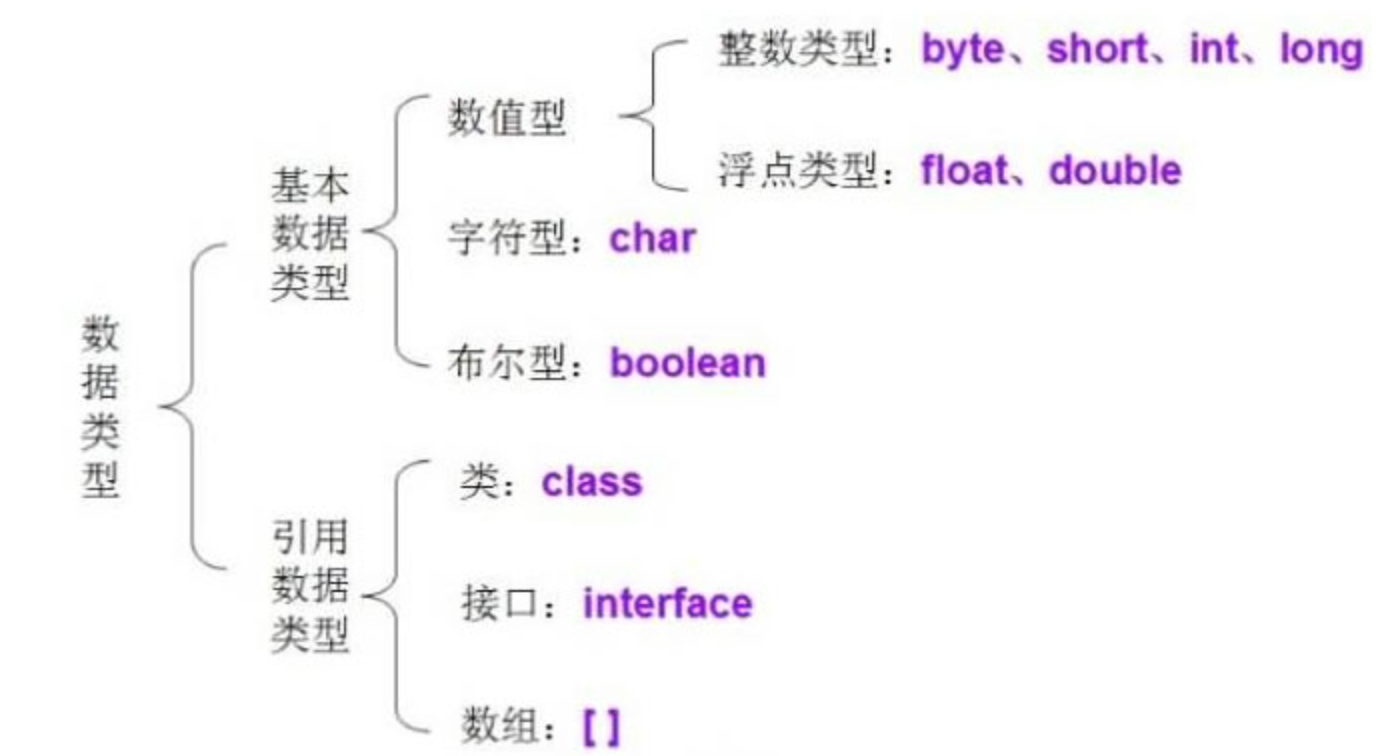 数据类型
基本数据类型
数值型
整数类型：byte、short、int、long
浮点类型：float、double
字符型：char
布尔型：boolean
引用数据类型
类：class
接口：interface
数组：[ ]